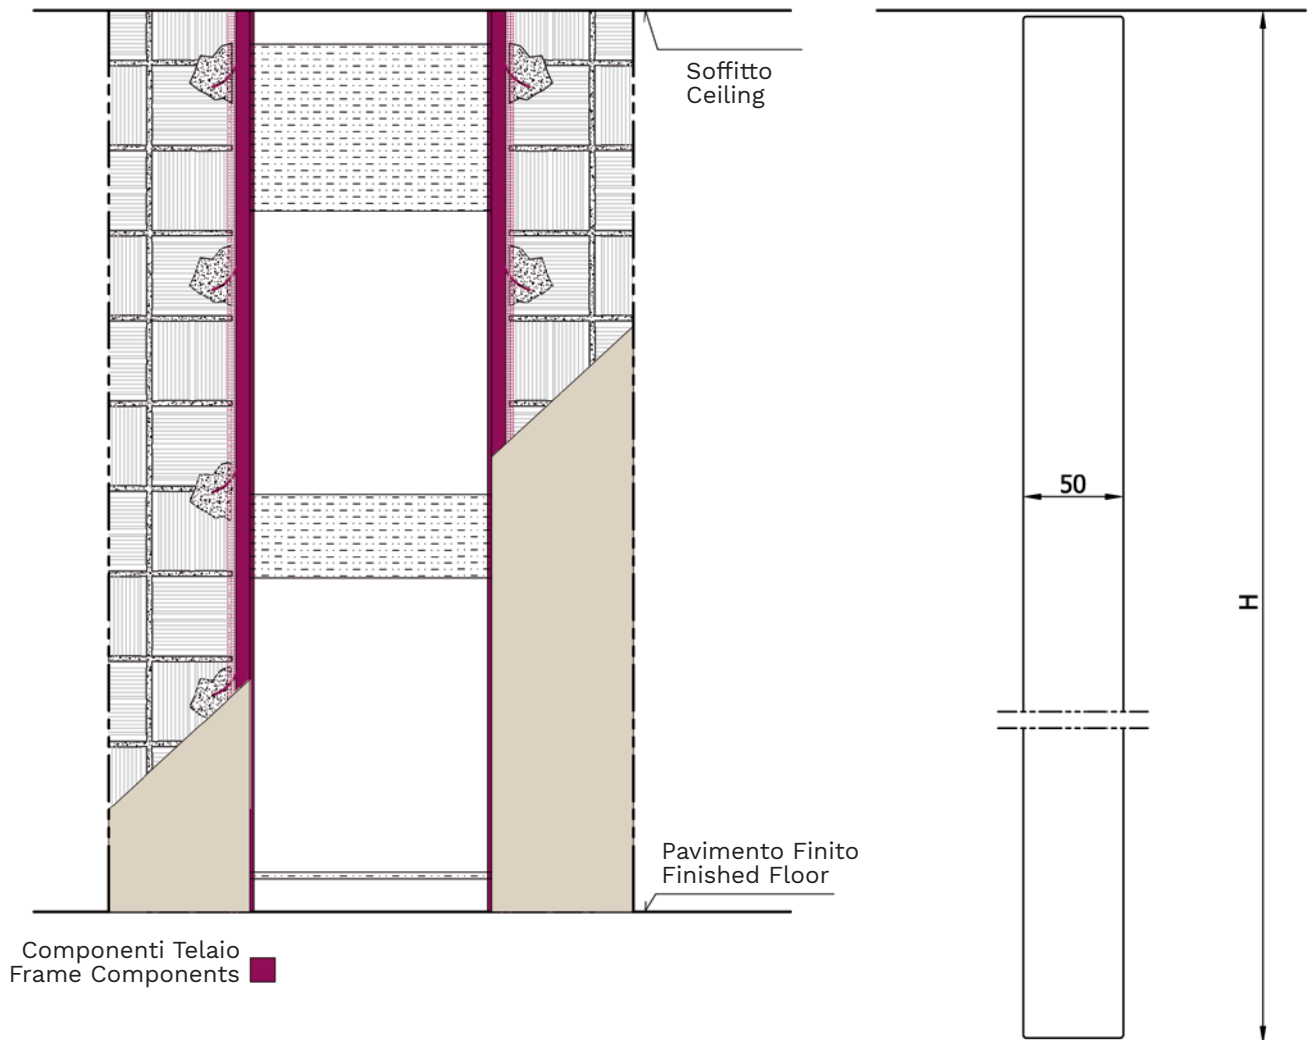 Soffitto
Ceiling
50
H
Pavimento Finito
Finished Floor
Componenti Telaio
Frame Components